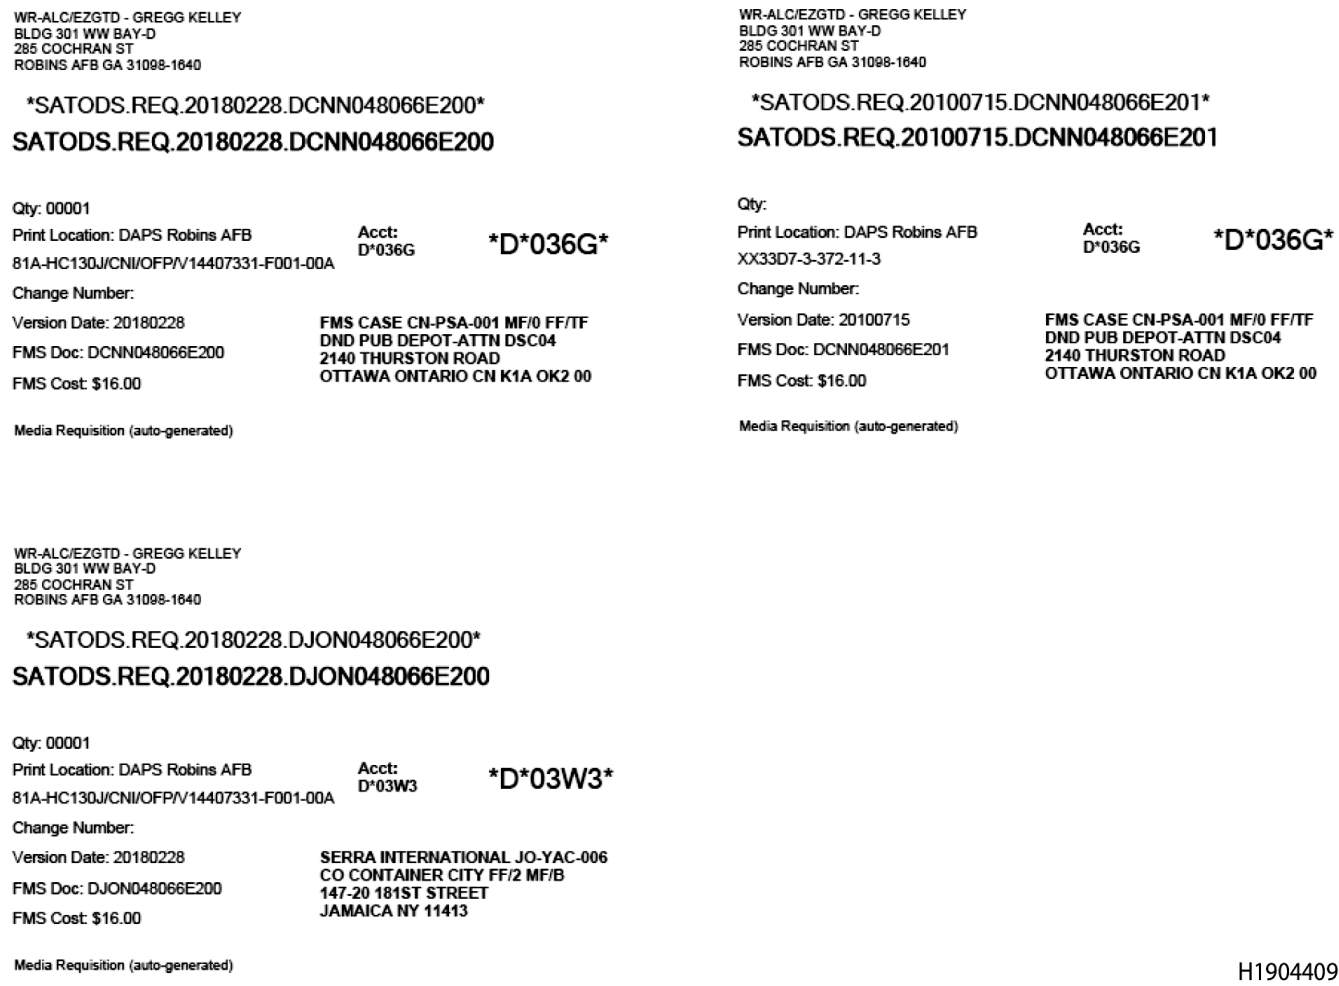 WR-ALC/EZGTD - GREGG KELLEY
BLDG 301 WW BAY-D
285 COCHRAN ST
ROBINS AFB GA 31098-1640
*SATODS.REQ.20180228.DCNN048066E200*
SATODS.REQ.20180228.DCNN048066E200
Qty: 00001
Print Location: DAPS Robins AFB
Acct:
D*036G
*D*036G*
81A-HC130J/CNI/OFP/V14407331-F001-00A
Change Number:
Version Date: 20180228
FMS Doc: DCNN048066E200
FMS Cost: $16.00
FMS CASE CN-PSA-001 MF/0 FF/TF
DND PUB DEPOT-ATTN DSC04
2140 THURSTON ROAD
OTTAWA ONTARIO CN K1A OK2 00
Media Requisition (auto-generated)
WR-ALC/EZGTD - GREGG KELLEY
BLDG 301 WW BAY-D
285 COCHRAN ST
ROBINS AFB GA 31098-1640
*SATODS.REQ.20100715.DCNN048066E201*
SATODS.REQ.20100715.DCNN048066E201
Qty:
Print Location: DAPS Robins AFB
Acct:
D*036G
*D*036G*
XX33D7-3-372-11-3
Change Number:
Version Date: 20100715
FMS Doc: DCNN048066E201
FMS Cost: $16.00
FMS CASE CN-PSA-001 MF/0 FF/TF
DND PUB DEPOT-ATTN DSC04
2140 THURSTON ROAD
OTTAWA ONTARIO CN K1A OK2 00
Media Requisition (auto-generated)
WR-ALC/EZGTD - GREGG KELLEY
BLDG 301 WW BAY-D
285 COCHRAN ST
ROBINS AFB GA 31098-1640
*SATODS.REQ.20180228.DJON048066E200*
SATODS.REQ.20180228.DJON048066E200
Qty: 00001
Print Location: DAPS Robins AFB
Acct:
D*03W3
*D*03W3*
81A-HC130J/CNI/OFP/V14407331-F001-00A
Change Number:
Version Date: 20180228
FMS Doc: DJON048066E200
FMS Cost: $16.00
SERRA INTERNATIONAL JO-YAC-006
CO CONTAINER CITY FF/2 MF/B
147-20 181ST STREET
JAMAICA NY 11413
Media Requisition (auto-generated)
H1904409